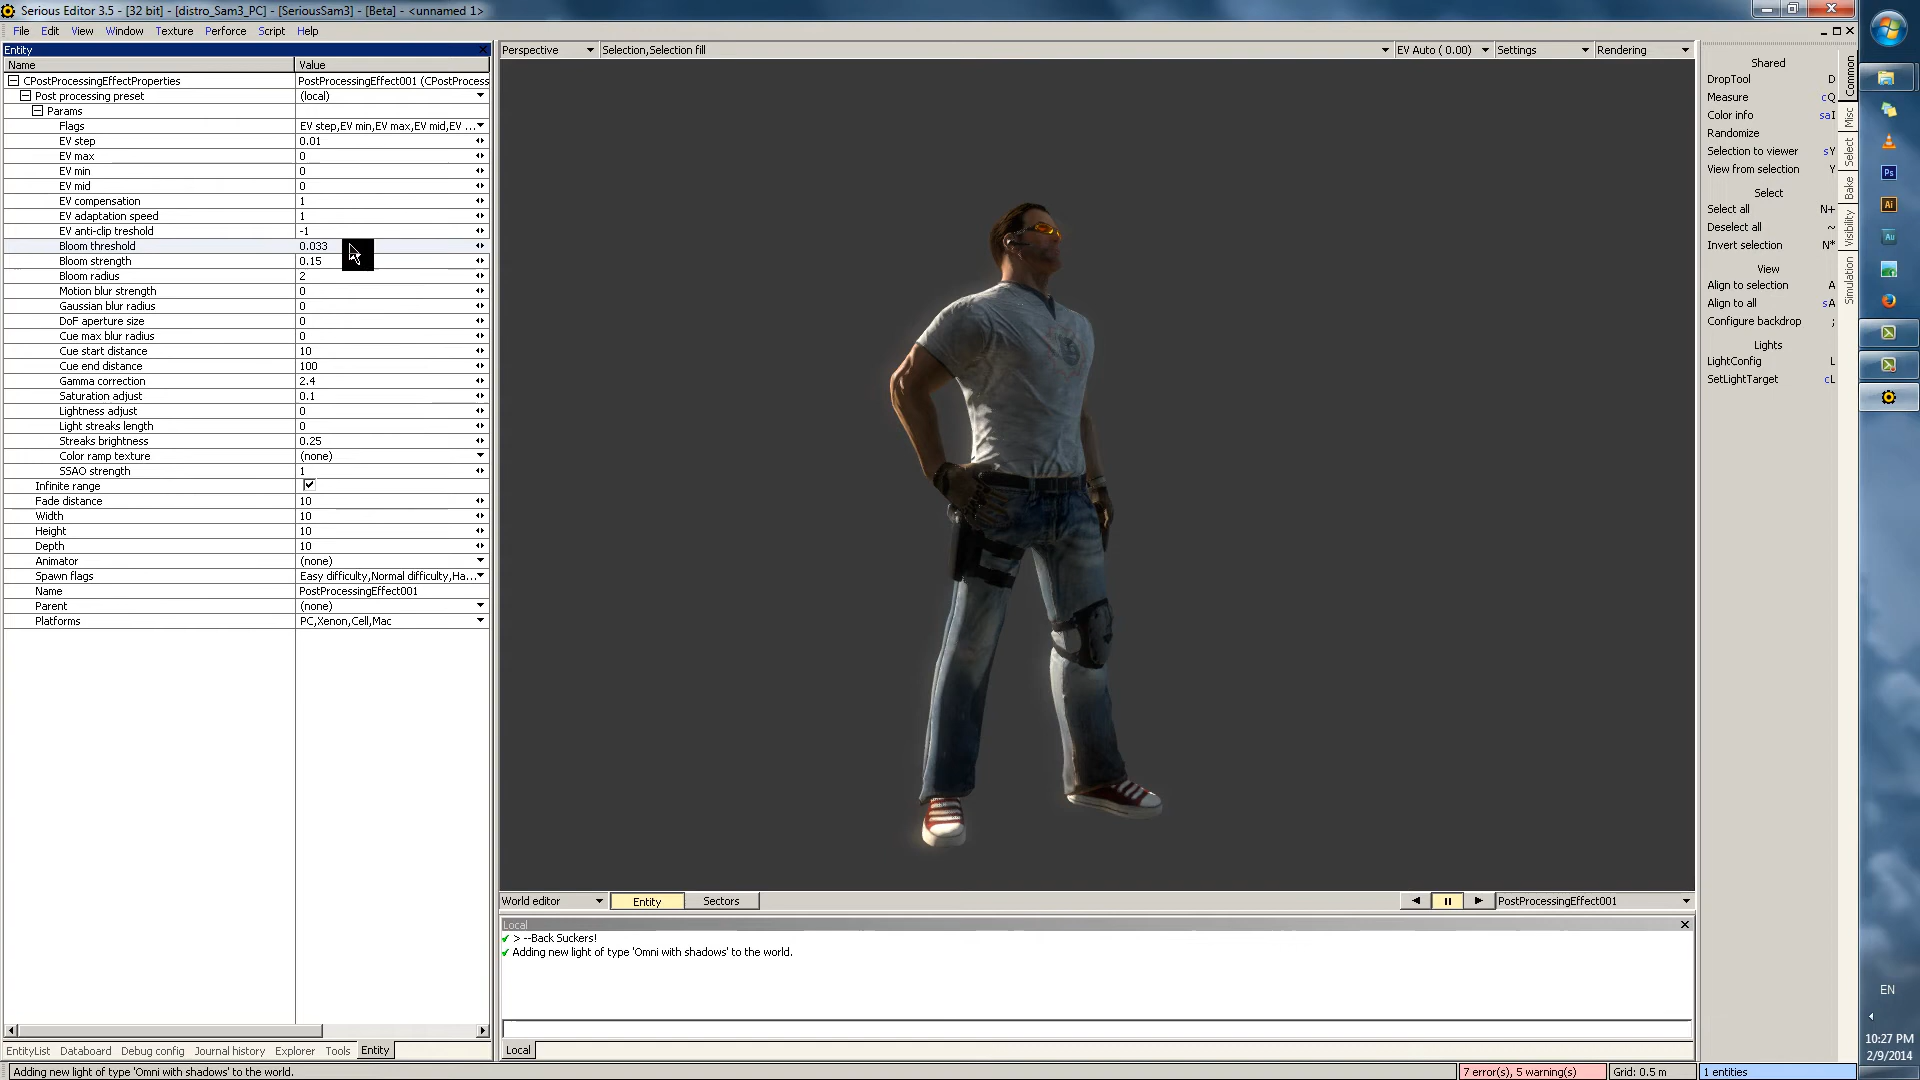 Serious Editor 3.5 - [32 bit] - [distro_Sam3_PC] - [SeriousSam3] - [Beta] - <unnamed 1>
File Edit View Window Texture Perforce Script Help
Entity
Name Value
CPostProcessingEffectProperties PostProcessingEffect001 (CPostProcess
Post processing preset (local)
Params
Flags EV step,EV min,EV max,EV mid,EV ...
EV step 0.01
EV max 0
EV min 0
EV mid 0
EV compensation 1
EV adaptation speed 1
EV anti-clip treshold -1
Bloom threshold 0.033
Bloom strength 0.15
Bloom radius 2
Motion blur strength 0
Gaussian blur radius 0
DoF aperture size 0
Cue max blur radius 0
Cue start distance 10
Cue end distance 100
Gamma correction 2.4
Saturation adjust 0.1
Lightness adjust 0
Light streaks length 0
Streaks brightness 0.25
Color ramp texture (none)
SSAO strength 1
Infinite range
Fade distance 10
Width 10
Height 10
Depth 10
Animator (none)
Spawn flags Easy difficulty,Normal difficulty,Ha...
Name PostProcessingEffect001
Parent (none)
Platforms PC,Xenon,Cell,Mac
EntityList Databoard Debug config Journal history Explorer Tools Entity
Perspective Selection,Selection fill EV Auto ( 0.00) Settings Rendering
World editor Entity Sectors PostProcessingEffect001
Local
> --Back Suckers!
Adding new light of type 'Omni with shadows' to the world.
Local
Shared
DropTool D
Measure cQ
Color info saI
Randomize
Selection to viewer sY
View from selection Y
Select
Select all N+
Deselect all ~
Invert selection N*
View
Align to selection A
Align to all sA
Configure backdrop ;
Lights
LightConfig L
SetLightTarget cL
Common
Misc
Select
Bake
Visibility
Simulation
Ps
Ai
Au
EN
10:27 PM
2/9/2014
Adding new light of type 'Omni with shadows' to the world. 7 error(s), 5 warning(s) Grid: 0.5 m 1 entities